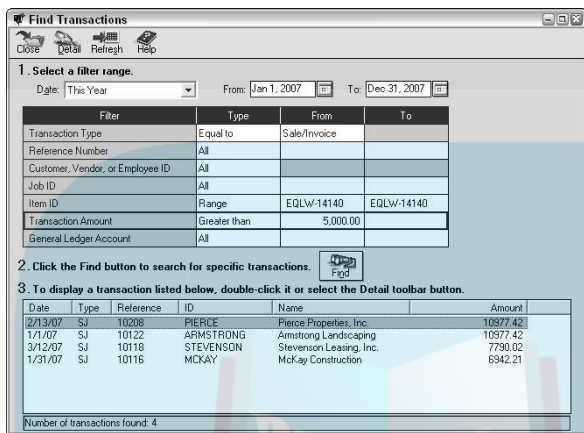 Find Transactions
Close Detail Refresh Help
1. Select a filter range.
Date: This Year From: Jan 1, 2007 To: Dec 31, 2007
Filter Type From To
Transaction Type Equal to Sale/Invoice
Reference Number All
Customer, Vendor, or Employee ID All
Job ID All
Item ID Range EQLW-14140 EQLW-14140
Transaction Amount Greater than 5,000.00
General Ledger Account All
2. Click the Find button to search for specific transactions. Find
3. To display a transaction listed below, double-click it or select the Detail toolbar button.
Date Type Reference ID Name Amount
2/13/07 SJ 10208 PIERCE Pierce Properties, Inc. 10977.42
1/1/07 SJ 10122 ARMSTRONG Armstrong Landscaping 10977.42
3/12/07 SJ 10118 STEVENSON Stevenson Leasing, Inc. 7790.02
1/31/07 SJ 10116 MCKAY McKay Construction 6942.21
Number of transactions found: 4